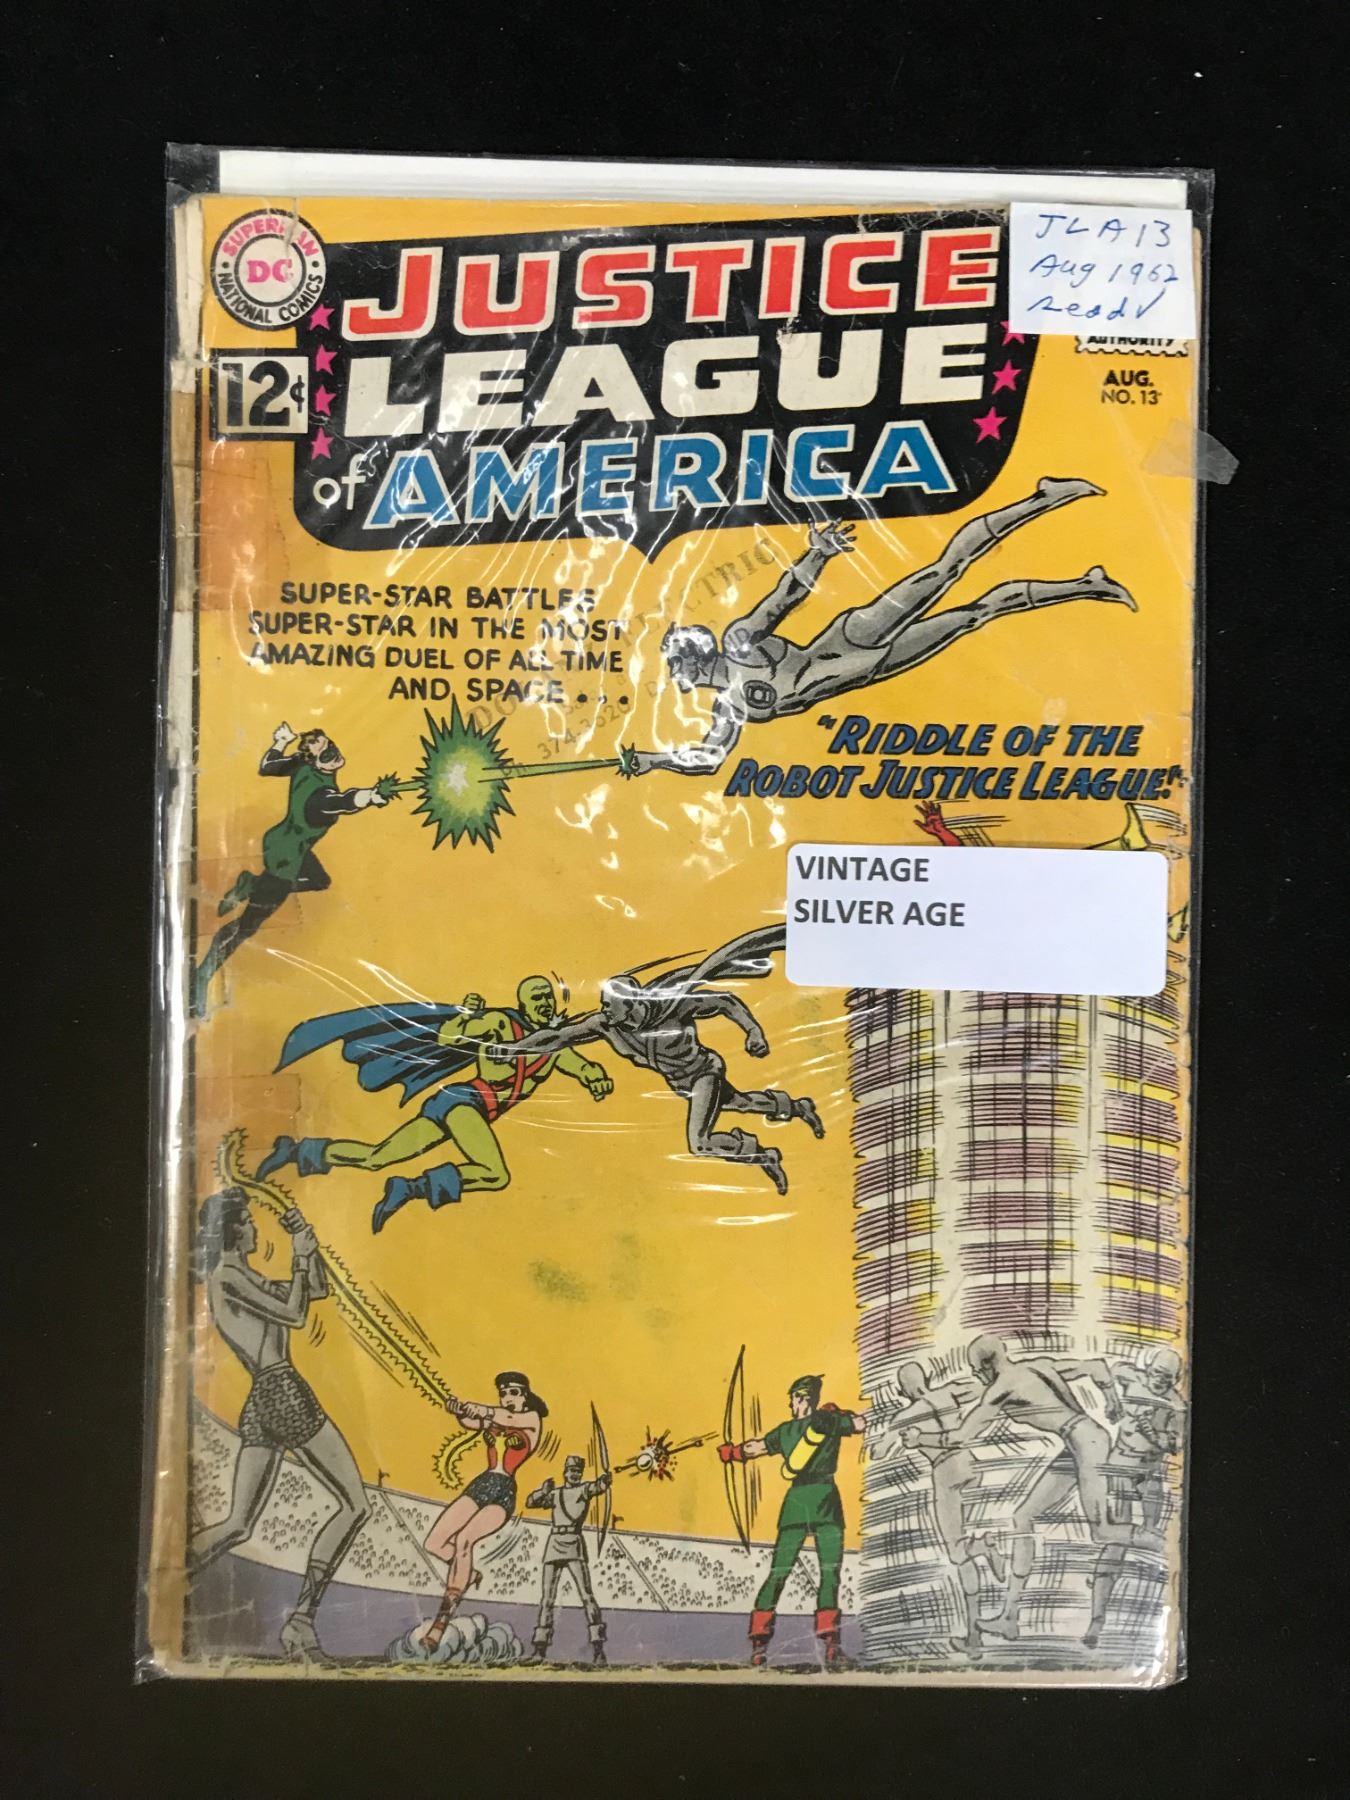 SUPERMAN
DC
NATIONAL COMICS
12¢
JUSTICE
LEAGUE
of AMERICA
JLA 13
Aug 1962
Read ✓
AUTHORITY
AUG.
NO. 13
SUPER-STAR BATTLES
SUPER-STAR IN THE MOST
AMAZING DUEL OF ALL TIME
AND SPACE...
ELECTRIC
"RIDDLE OF THE
ROBOT JUSTICE LEAGUE!"
VINTAGE
SILVER AGE